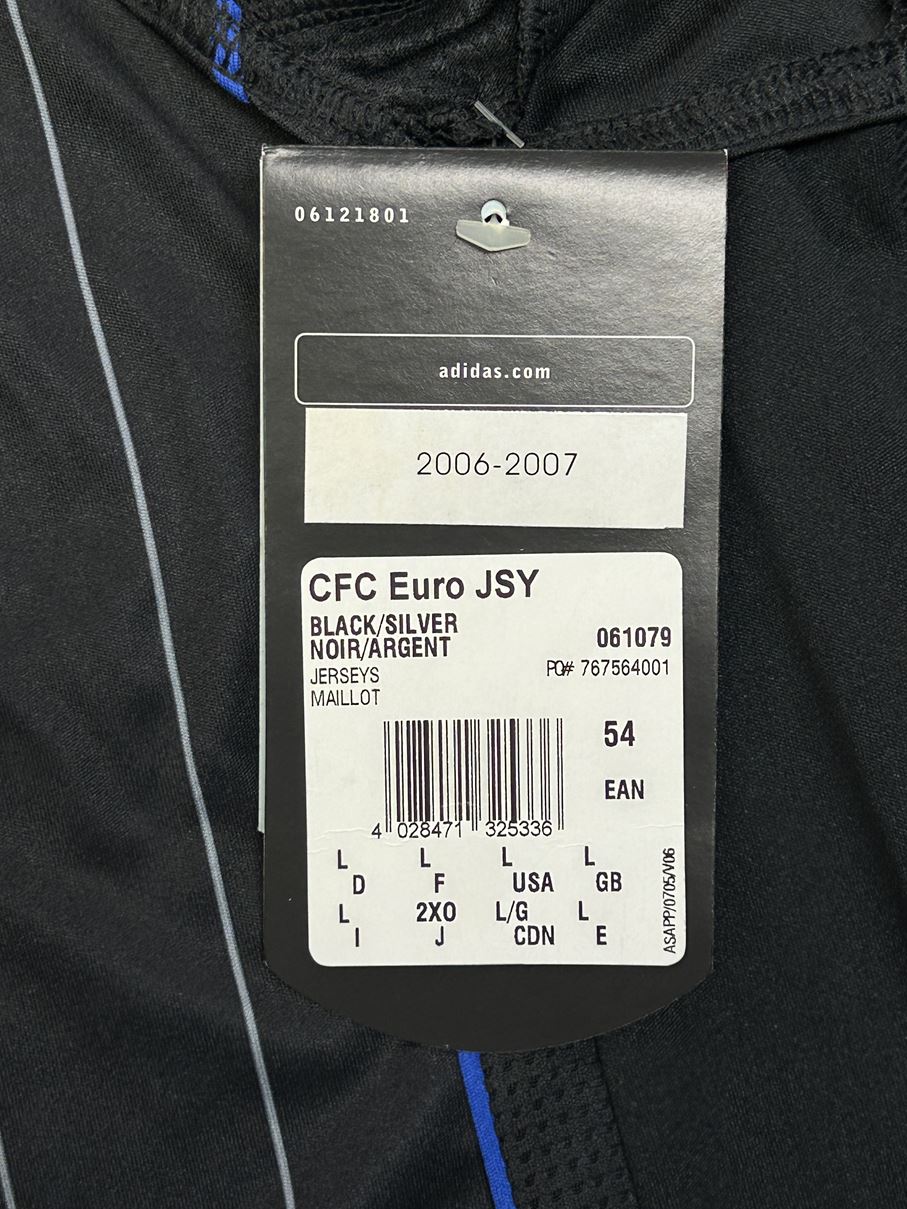 06121801
adidas.com
2006-2007
CFC Euro JSY
BLACK/SILVER
NOIR/ARGENT 061079
JERSEYS PO# 767564001
MAILLOT
54
EAN
4 028471 325336
L L L L
D F USA GB
L 2XO L/G L
I J CDN E
ASAPP/0705/V06